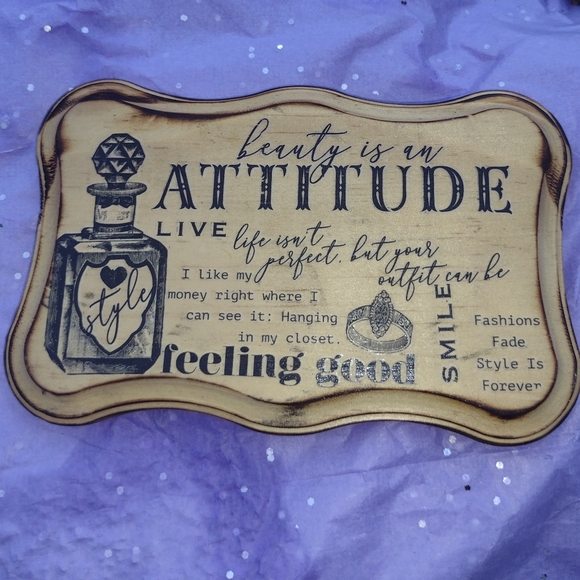 beauty is an
ATTITUDE
LIVE
life isn't
perfect. but your
outfit can be
style
I like my
money right where I
can see it: Hanging
in my closet.
SMILE
Fashions
Fade
Style Is
Forever
feeling good